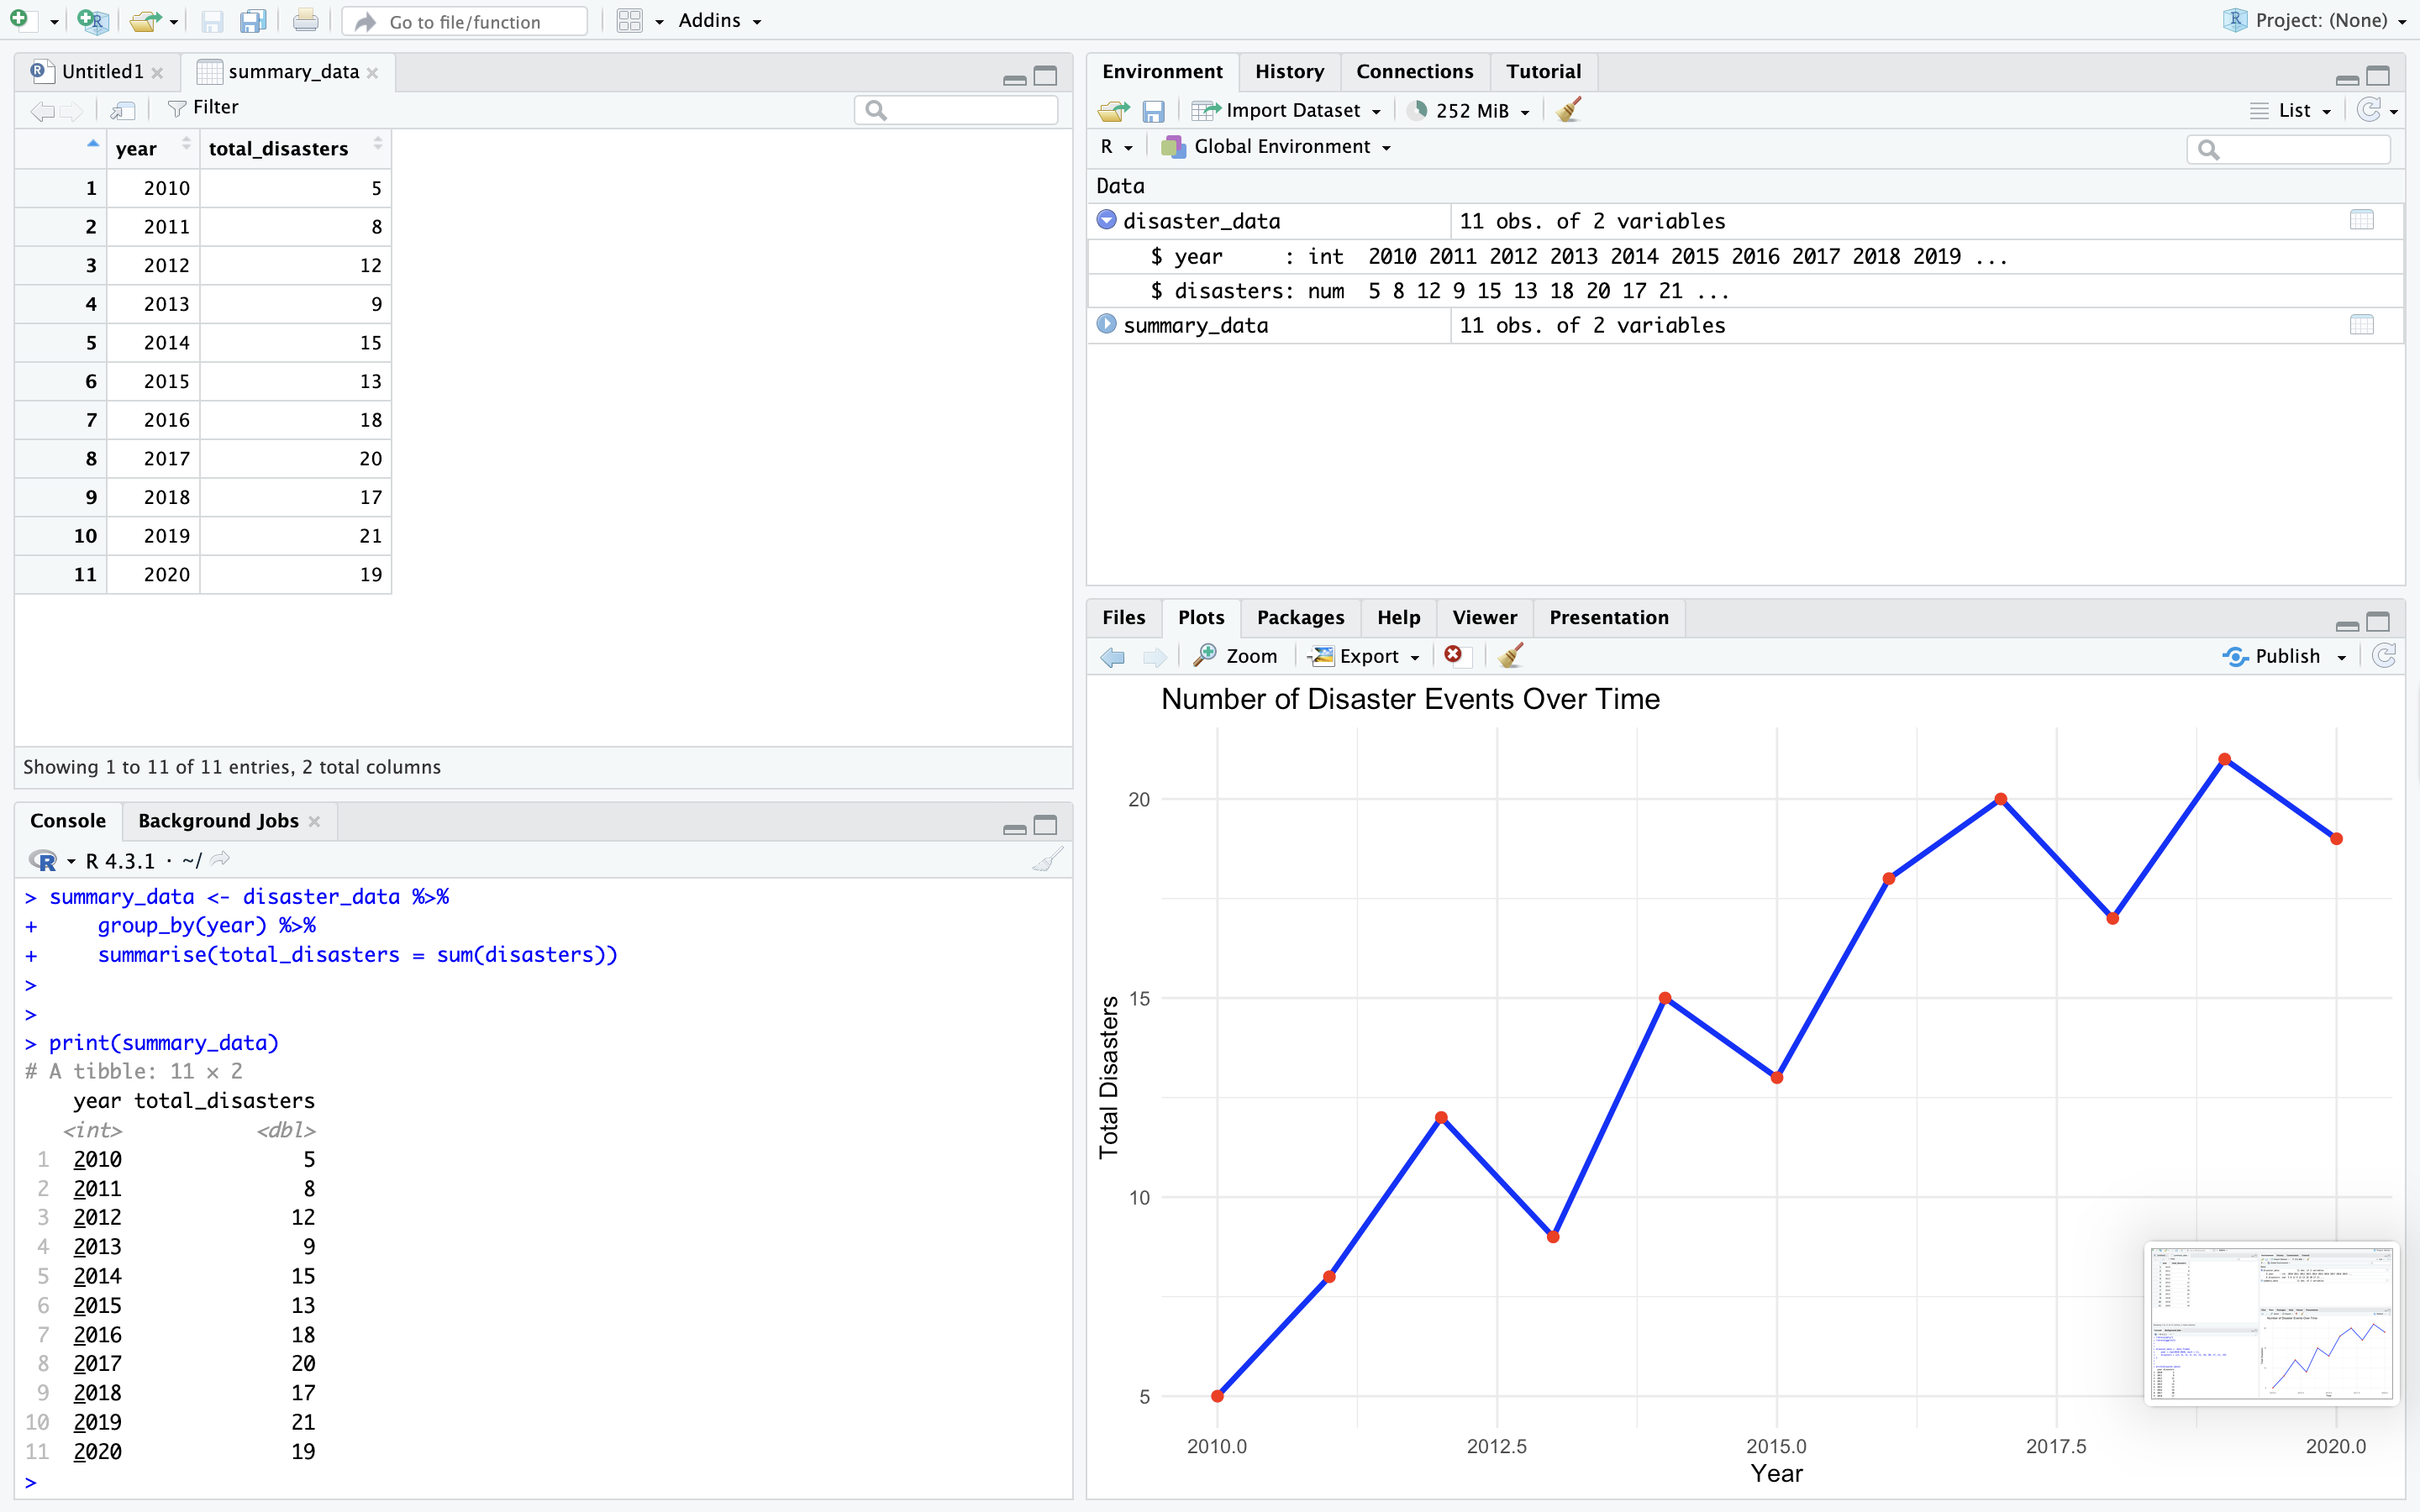 Go to file/function
Addins
Project: (None)
Untitled1
summary_data
Filter
year total_disasters
1 2010 5
2 2011 8
3 2012 12
4 2013 9
5 2014 15
6 2015 13
7 2016 18
8 2017 20
9 2018 17
10 2019 21
11 2020 19
Showing 1 to 11 of 11 entries, 2 total columns
Console Background Jobs
R 4.3.1 · ~/
> summary_data <- disaster_data %>%
+ group_by(year) %>%
+ summarise(total_disasters = sum(disasters))
>
>
> print(summary_data)
# A tibble: 11 × 2
year total_disasters
<int> <dbl>
1 2010 5
2 2011 8
3 2012 12
4 2013 9
5 2014 15
6 2015 13
7 2016 18
8 2017 20
9 2018 17
10 2019 21
11 2020 19
>
Environment History Connections Tutorial
Import Dataset 252 MiB List
R Global Environment
Data
disaster_data 11 obs. of 2 variables
$ year : int 2010 2011 2012 2013 2014 2015 2016 2017 2018 2019 ...
$ disasters: num 5 8 12 9 15 13 18 20 17 21 ...
summary_data 11 obs. of 2 variables
Files Plots Packages Help Viewer Presentation
Zoom Export Publish
Number of Disaster Events Over Time
Total Disasters
20
15
10
5
2010.0 2012.5 2015.0 2017.5 2020.0
Year